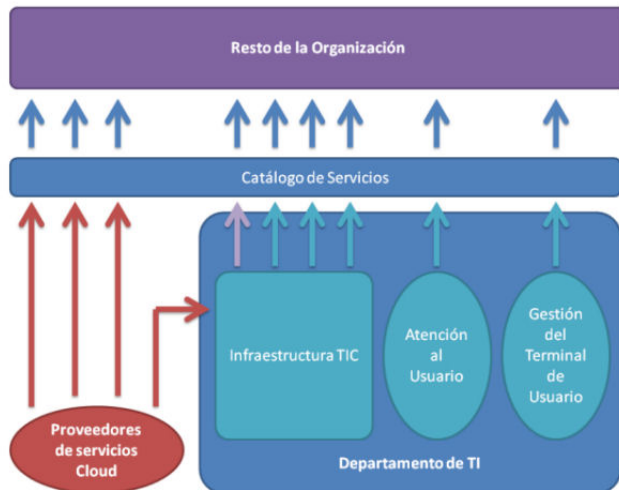 Resto de la Organización
Catálogo de Servicios
Infraestructura TIC
Atención
al
Usuario
Gestión
del
Terminal
de
Usuario
Proveedores
de servicios
Cloud
Departamento de TI